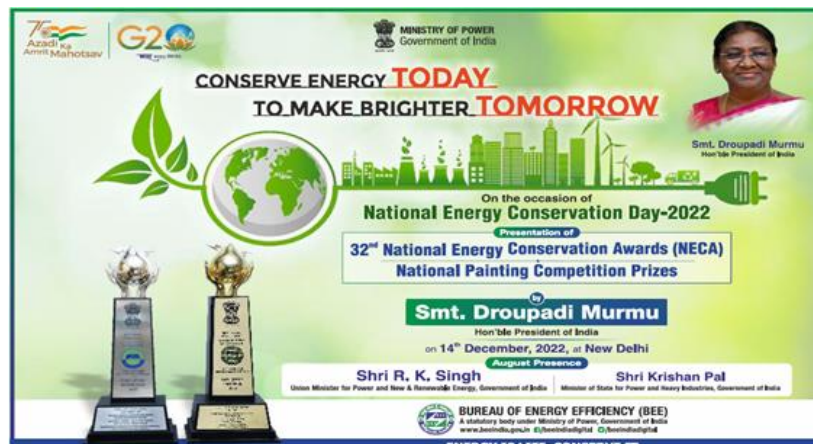 75
Azadi Ka
Amrit Mahotsav
G20
MINISTRY OF POWER
Government of India
CONSERVE ENERGY TODAY
TO MAKE BRIGHTER TOMORROW
Smt. Droupadi Murmu
Hon'ble President of India
On the occasion of
National Energy Conservation Day-2022
Presentation of
32nd National Energy Conservation Awards (NECA)
National Painting Competition Prizes
by
Smt. Droupadi Murmu
Hon'ble President of India
on 14th December, 2022, at New Delhi
August Presence
Shri R. K. Singh
Union Minister for Power and New & Renewable Energy, Government of India
Shri Krishan Pal
Minister of State for Power and Heavy Industries, Government of India
BUREAU OF ENERGY EFFICIENCY (BEE)
A statutory body under Ministry of Power, Government of India
www.beeindia.gov.in /beeindiadigital /beeindiadigital